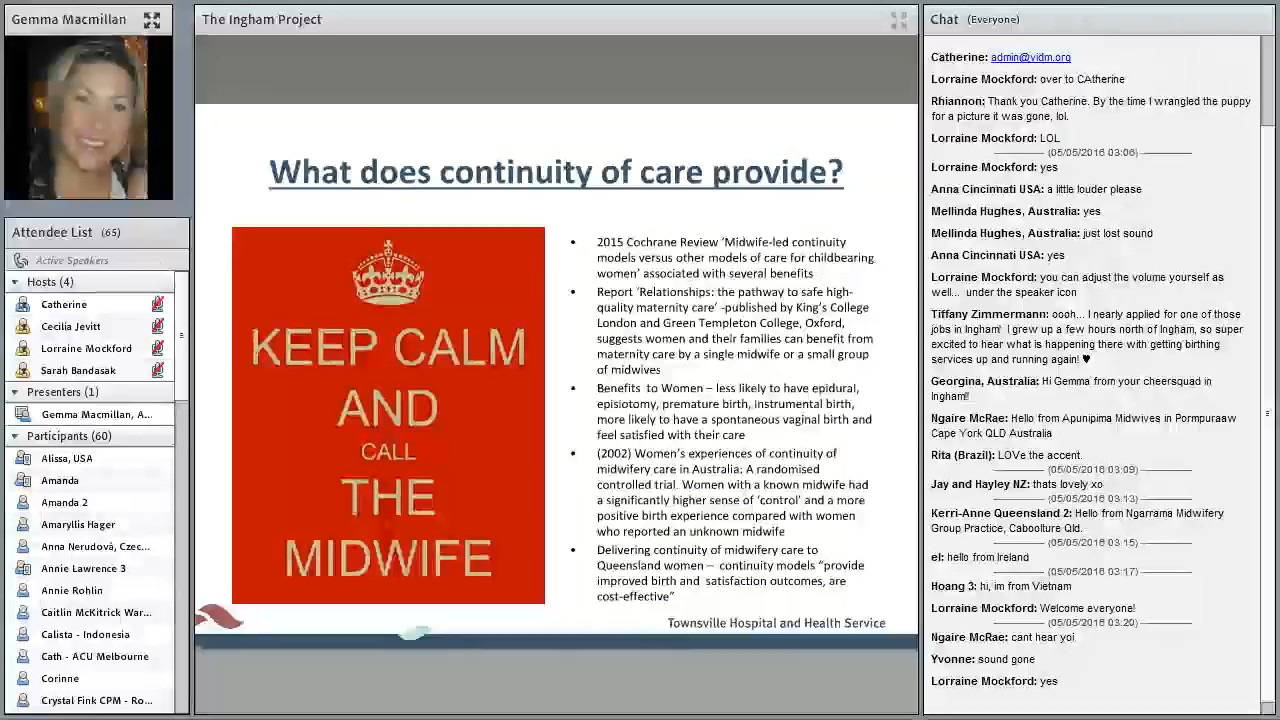 Gemma Macmillan
Attendee List (65)
Active Speakers
Hosts (4)
Catherine
Cecilia Jevitt
Lorraine Mockford
Sarah Bandasak
Presenters (1)
Gemma Macmillan, A...
Participants (60)
Alissa, USA
Amanda
Amanda 2
Amaryllis Hager
Anna Nerudová, Czec...
Annie Lawrence 3
Annie Rohlin
Caitlin McKitrick War...
Calista - Indonesia
Cath - ACU Melbourne
Corinne
Crystal Fink CPM - Ro...
The Ingham Project
What does continuity of care provide?
KEEP CALM
AND
CALL
THE
MIDWIFE
• 2015 Cochrane Review 'Midwife-led continuity
models versus other models of care for childbearing
women' associated with several benefits
• Report 'Relationships: the pathway to safe high-
quality maternity care' -published by King's College
London and Green Templeton College, Oxford,
suggests women and their families can benefit from
maternity care by a single midwife or a small group
of midwives
• Benefits to Women – less likely to have epidural,
episiotomy, premature birth, instrumental birth,
more likely to have a spontaneous vaginal birth and
feel satisfied with their care
• (2002) Women's experiences of continuity of
midwifery care in Australia: A randomised
controlled trial. Women with a known midwife had
a significantly higher sense of 'control' and a more
positive birth experience compared with women
who reported an unknown midwife
• Delivering continuity of midwifery care to
Queensland women – continuity models "provide
improved birth and satisfaction outcomes, are
cost-effective"
Townsville Hospital and Health Service
Chat (Everyone)
Catherine: admin@vidm.org
Lorraine Mockford: over to CAtherine
Rhiannon: Thank you Catherine. By the time I wrangled the puppy
for a picture it was gone, lol.
Lorraine Mockford: LOL
(05/05/2016 03:06)
Lorraine Mockford: yes
Anna Cincinnati USA: a little louder please
Mellinda Hughes, Australia: yes
Mellinda Hughes, Australia: just lost sound
Anna Cincinnati USA: yes
Lorraine Mockford: you can adjust the volume yourself as
well... under the speaker icon
Tiffany Zimmermann: oooh... I nearly applied for one of those
jobs in Ingham! I grew up a few hours north of Ingham, so super
excited to hear what is happening there with getting birthing
services up and running again! ♥
Georgina, Australia: Hi Gemma from your cheersquad in
Ingham!!
Ngaire McRae: Hello from Apunipima Midwives in Pormpuraaw
Cape York QLD Australia
Rita (Brazil): LOVe the accent.
(05/05/2016 03:09)
Jay and Hayley NZ: thats lovely xo
(05/05/2016 03:13)
Kerri-Anne Queensland 2: Hello from Ngarrama Midwifery
Group Practice, Caboolture Qld.
(05/05/2016 03:15)
el: hello from Ireland
(05/05/2016 03:17)
Hoang 3: hi, im from Vietnam
Lorraine Mockford: Welcome everyone!
(05/05/2016 03:20)
Ngaire McRae: cant hear yoi
Yvonne: sound gone
Lorraine Mockford: yes